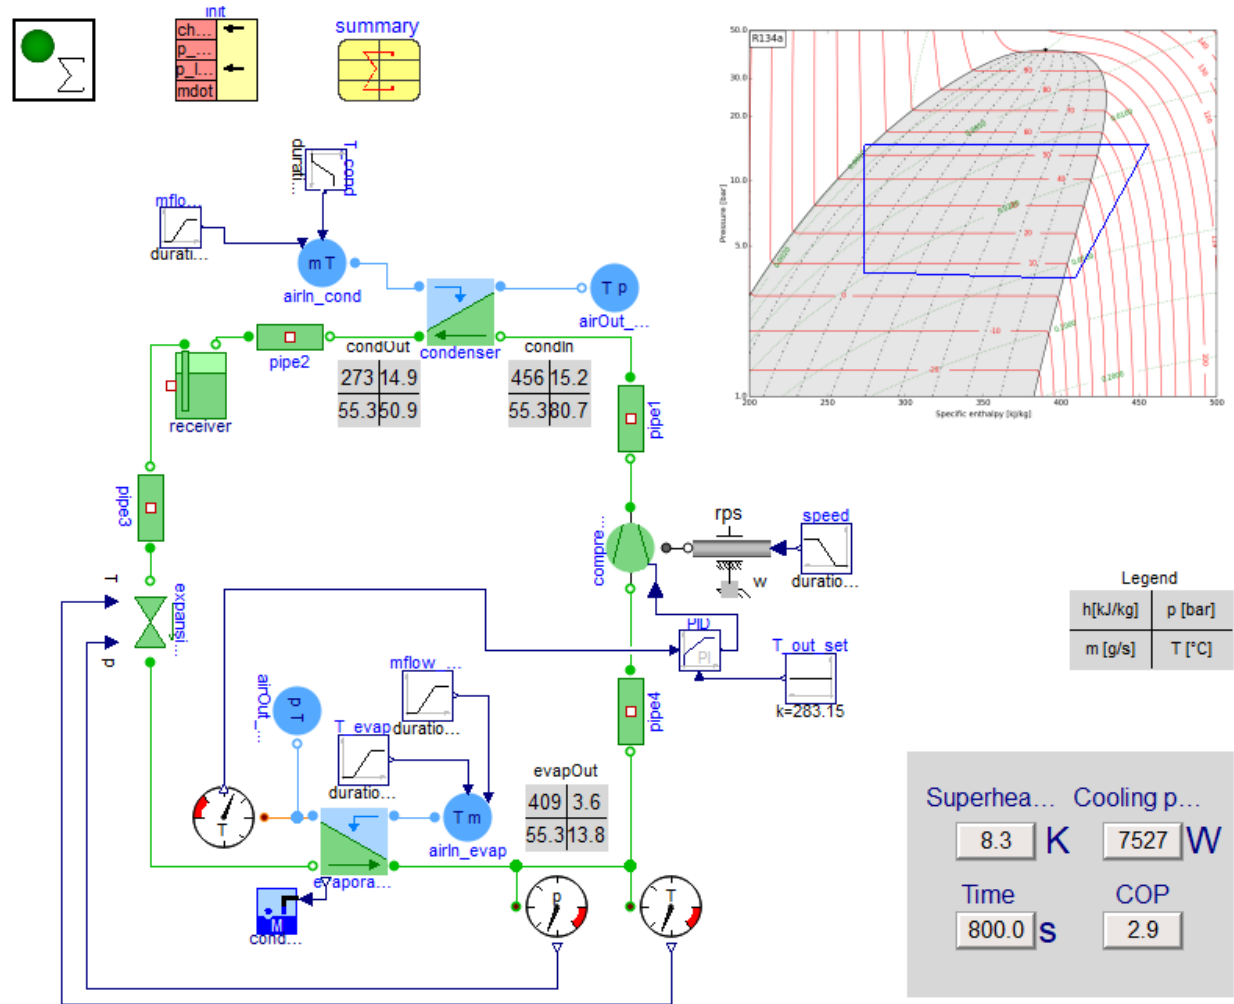 init
ch...
p_...
p_l...
mdot
summary
R134a
50.0
30.0
20.0
10.0
5.0
1.0
Pressure [bar]
200
250
300
350
400
450
500
Specific enthalpy [kJ/kg]
T_cond
durati...
mflo...
durati...
m T
airIn_cond
T p
airOut_...
condenser
pipe2
condOut
273 14.9
55.3 50.9
condIn
456 15.2
55.3 80.7
receiver
pipe1
pipe3
compre...
rps
speed
w
duratio...
T
expansi...
p
Legend
h[kJ/kg] p [bar]
m [g/s] T [°C]
PID
PI
T_out_set
k=283.15
mflow_...
duratio...
airOut_...
p T
T_evap
duratio...
pipe4
evapOut
409 3.6
55.3 13.8
T
T m
airIn_evap
evapora...
p
T
M
cond...
Superhea... Cooling p...
8.3 K 7527 W
Time COP
800.0 s 2.9